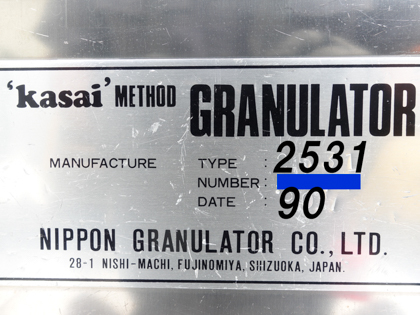 'kasai' METHOD GRANULATOR
MANUFACTURE TYPE : 2531
NUMBER :
DATE : 90
NIPPON GRANULATOR CO., LTD.
28-1 NISHI-MACHI, FUJINOMIYA, SHIZUOKA, JAPAN.